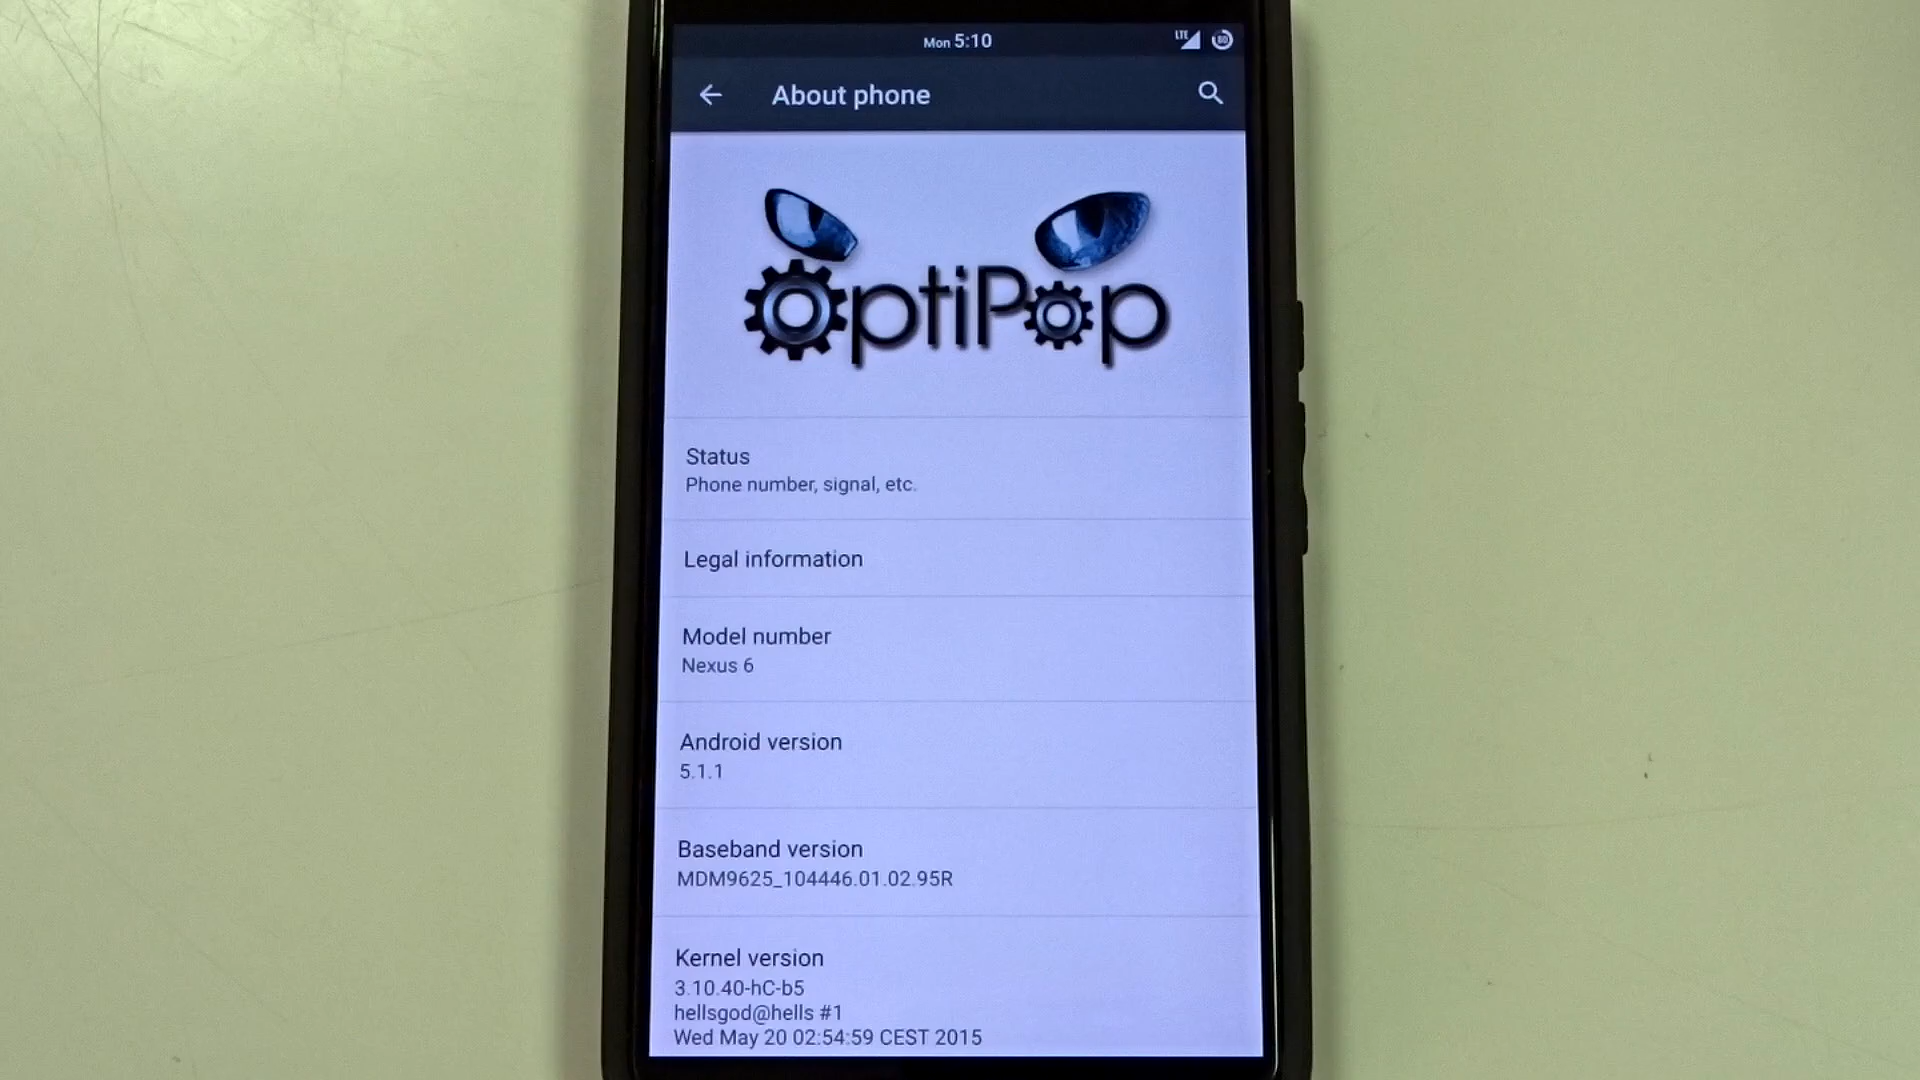 Mon 5:10
LTE
80
About phone
OptiPop
Status
Phone number, signal, etc.
Legal information
Model number
Nexus 6
Android version
5.1.1
Baseband version
MDM9625_104446.01.02.95R
Kernel version
3.10.40-hC-b5
hellsgod@hells #1
Wed May 20 02:54:59 CEST 2015